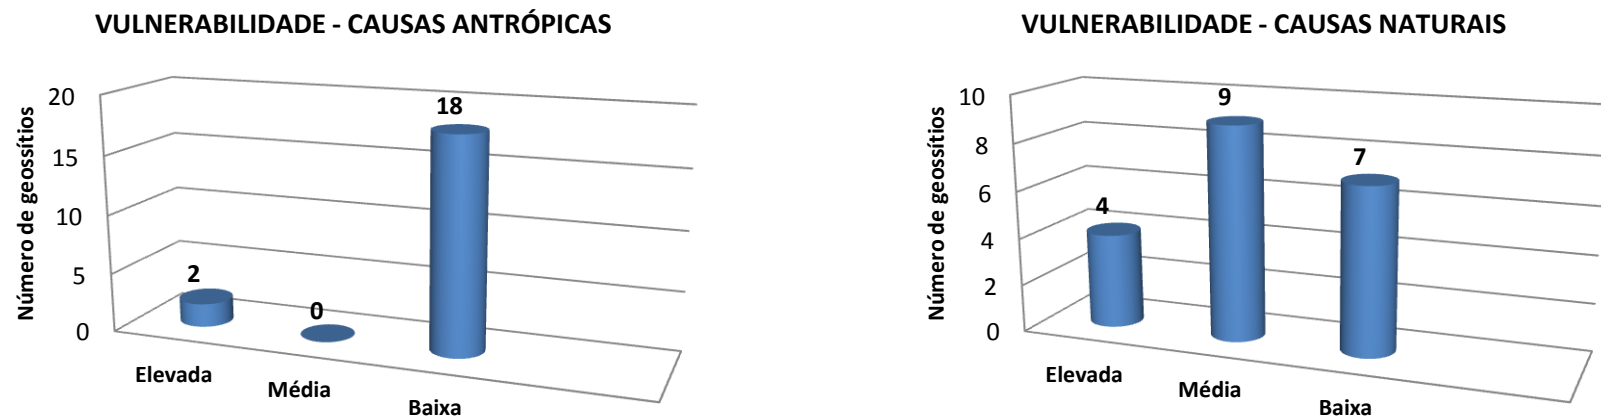 VULNERABILIDADE - CAUSAS ANTRÓPICAS
Número de geossítios
20
15
10
5
0
2
0
18
Elevada
Média
Baixa
VULNERABILIDADE - CAUSAS NATURAIS
Número de geossítios
10
8
6
4
2
0
4
9
7
Elevada
Média
Baixa